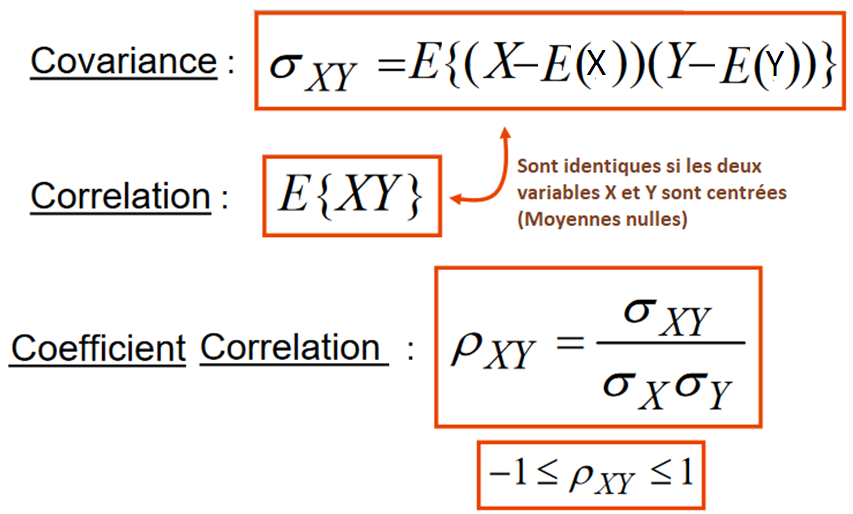 Covariance : σ_XY =E{(X−E(X))(Y−E(Y))}
Correlation : E{XY}
Sont identiques si les deux
variables X et Y sont centrées
(Moyennes nulles)
Coefficient Correlation : ρ_XY = σ_XY / σ_X σ_Y
−1 ≤ ρ_XY ≤ 1